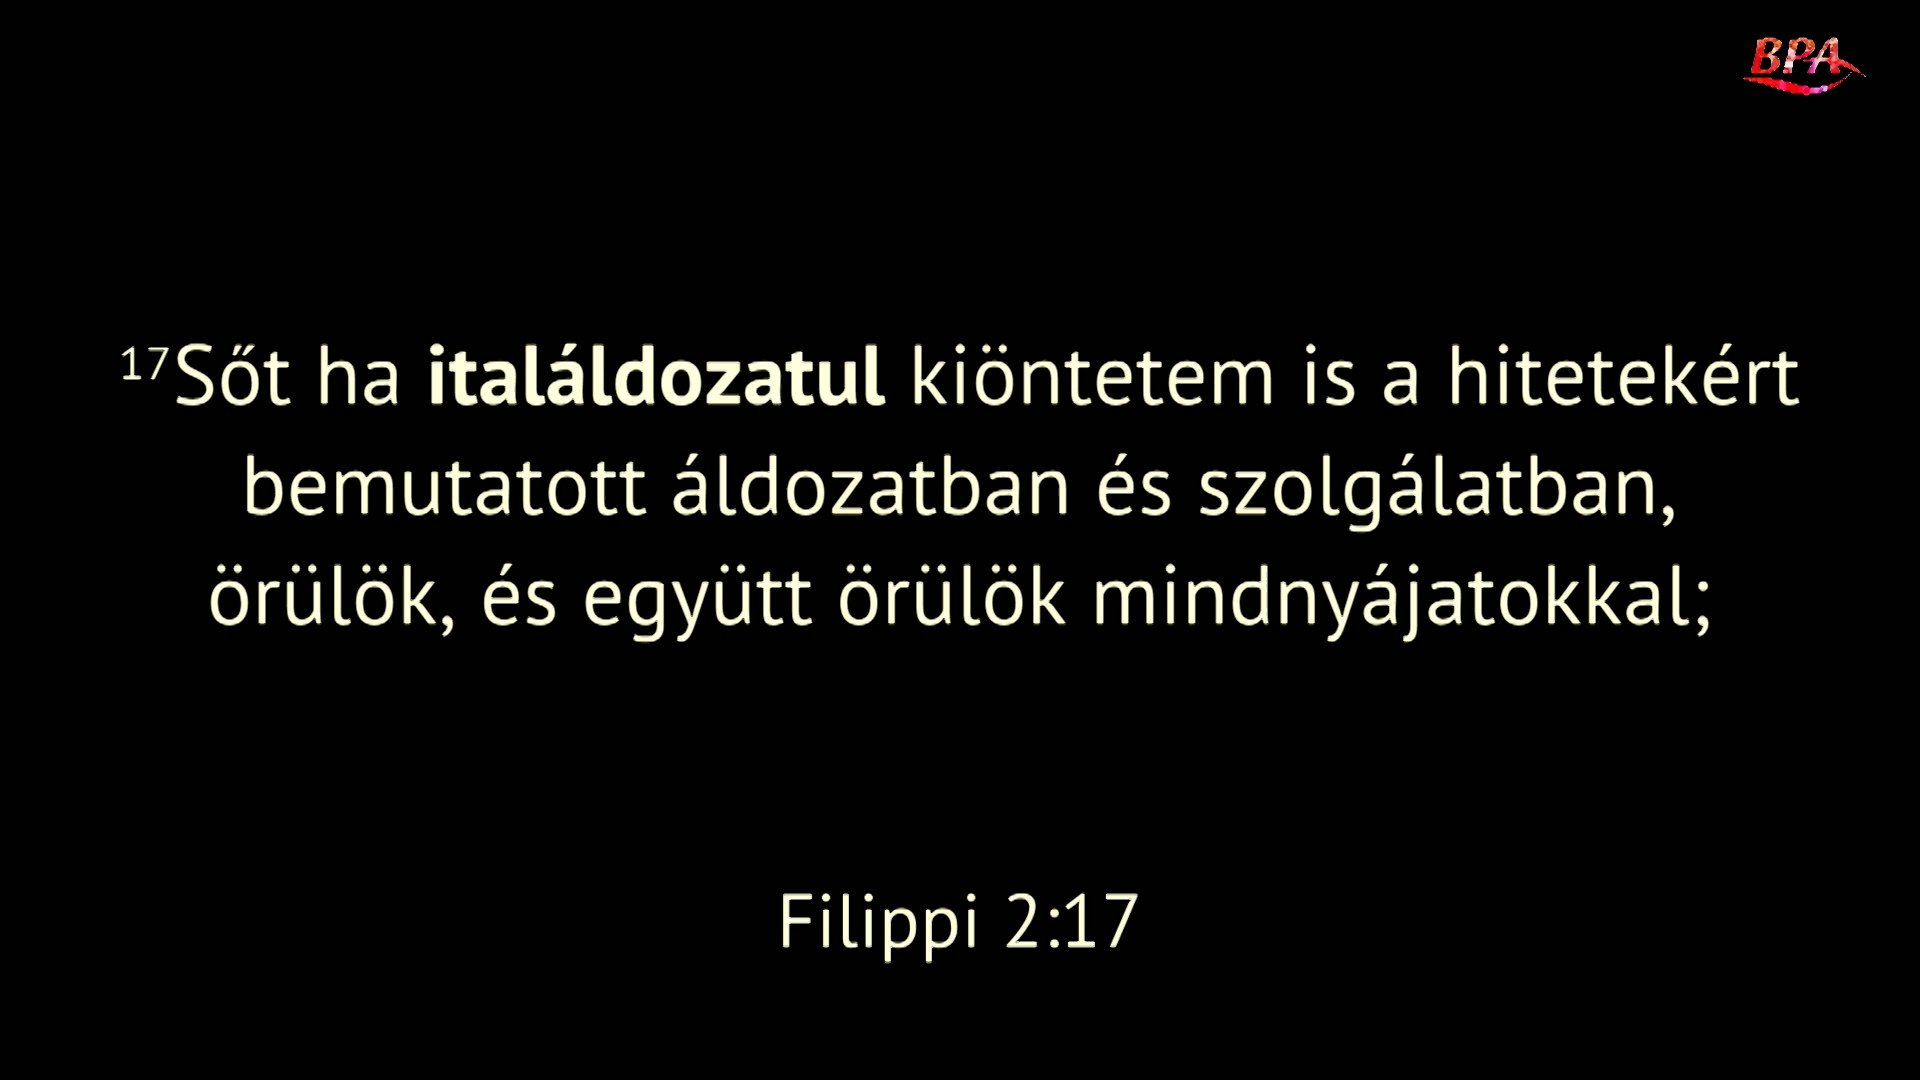 BPA
17Sőt ha italáldozatul kiöntetem is a hitetekért
bemutatott áldozatban és szolgálatban,
örülök, és együtt örülök mindnyájatokkal;
Filippi 2:17